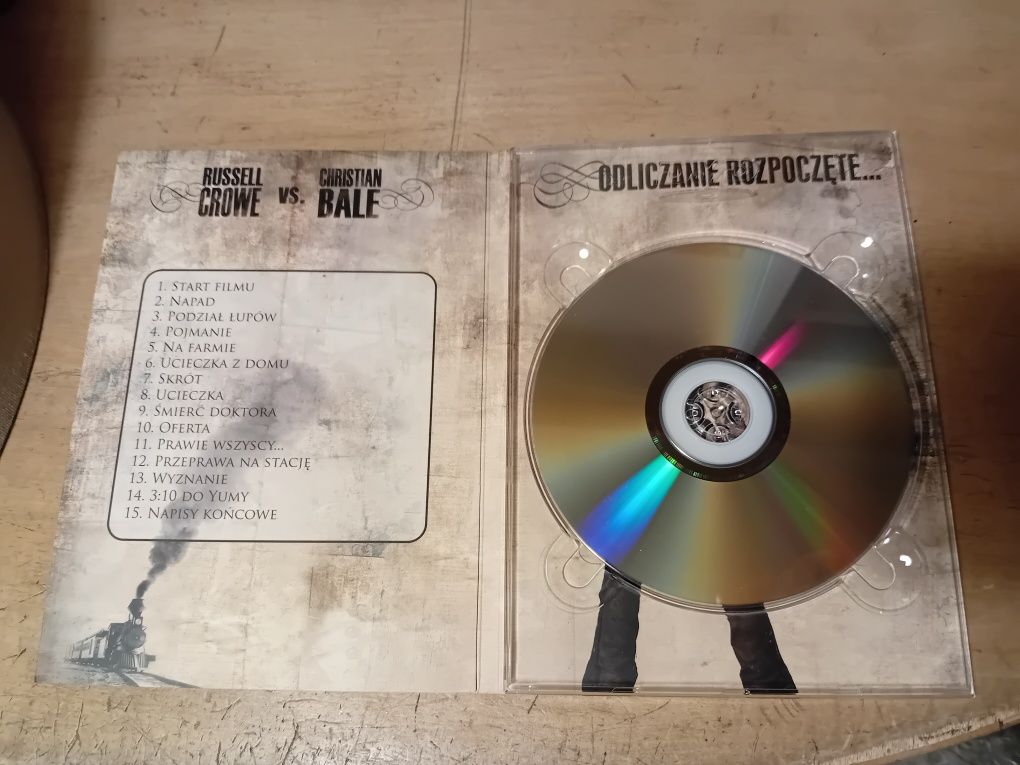 RUSSELL
CROWE
VS.
CHRISTIAN
BALE
1. START FILMU
2. NAPAD
3. PODZIAŁ ŁUPÓW
4. POJMANIE
5. NA FARMIE
6. UCIECZKA Z DOMU
7. SKRÓT
8. UCIECZKA
9. ŚMIERĆ DOKTORA
10. OFERTA
11. PRAWIE WSZYSCY...
12. PRZEPRAWA NA STACJĘ
13. WYZNANIE
14. 3:10 DO YUMY
15. NAPISY KOŃCOWE
ODLICZANIE ROZPOCZĘTE...